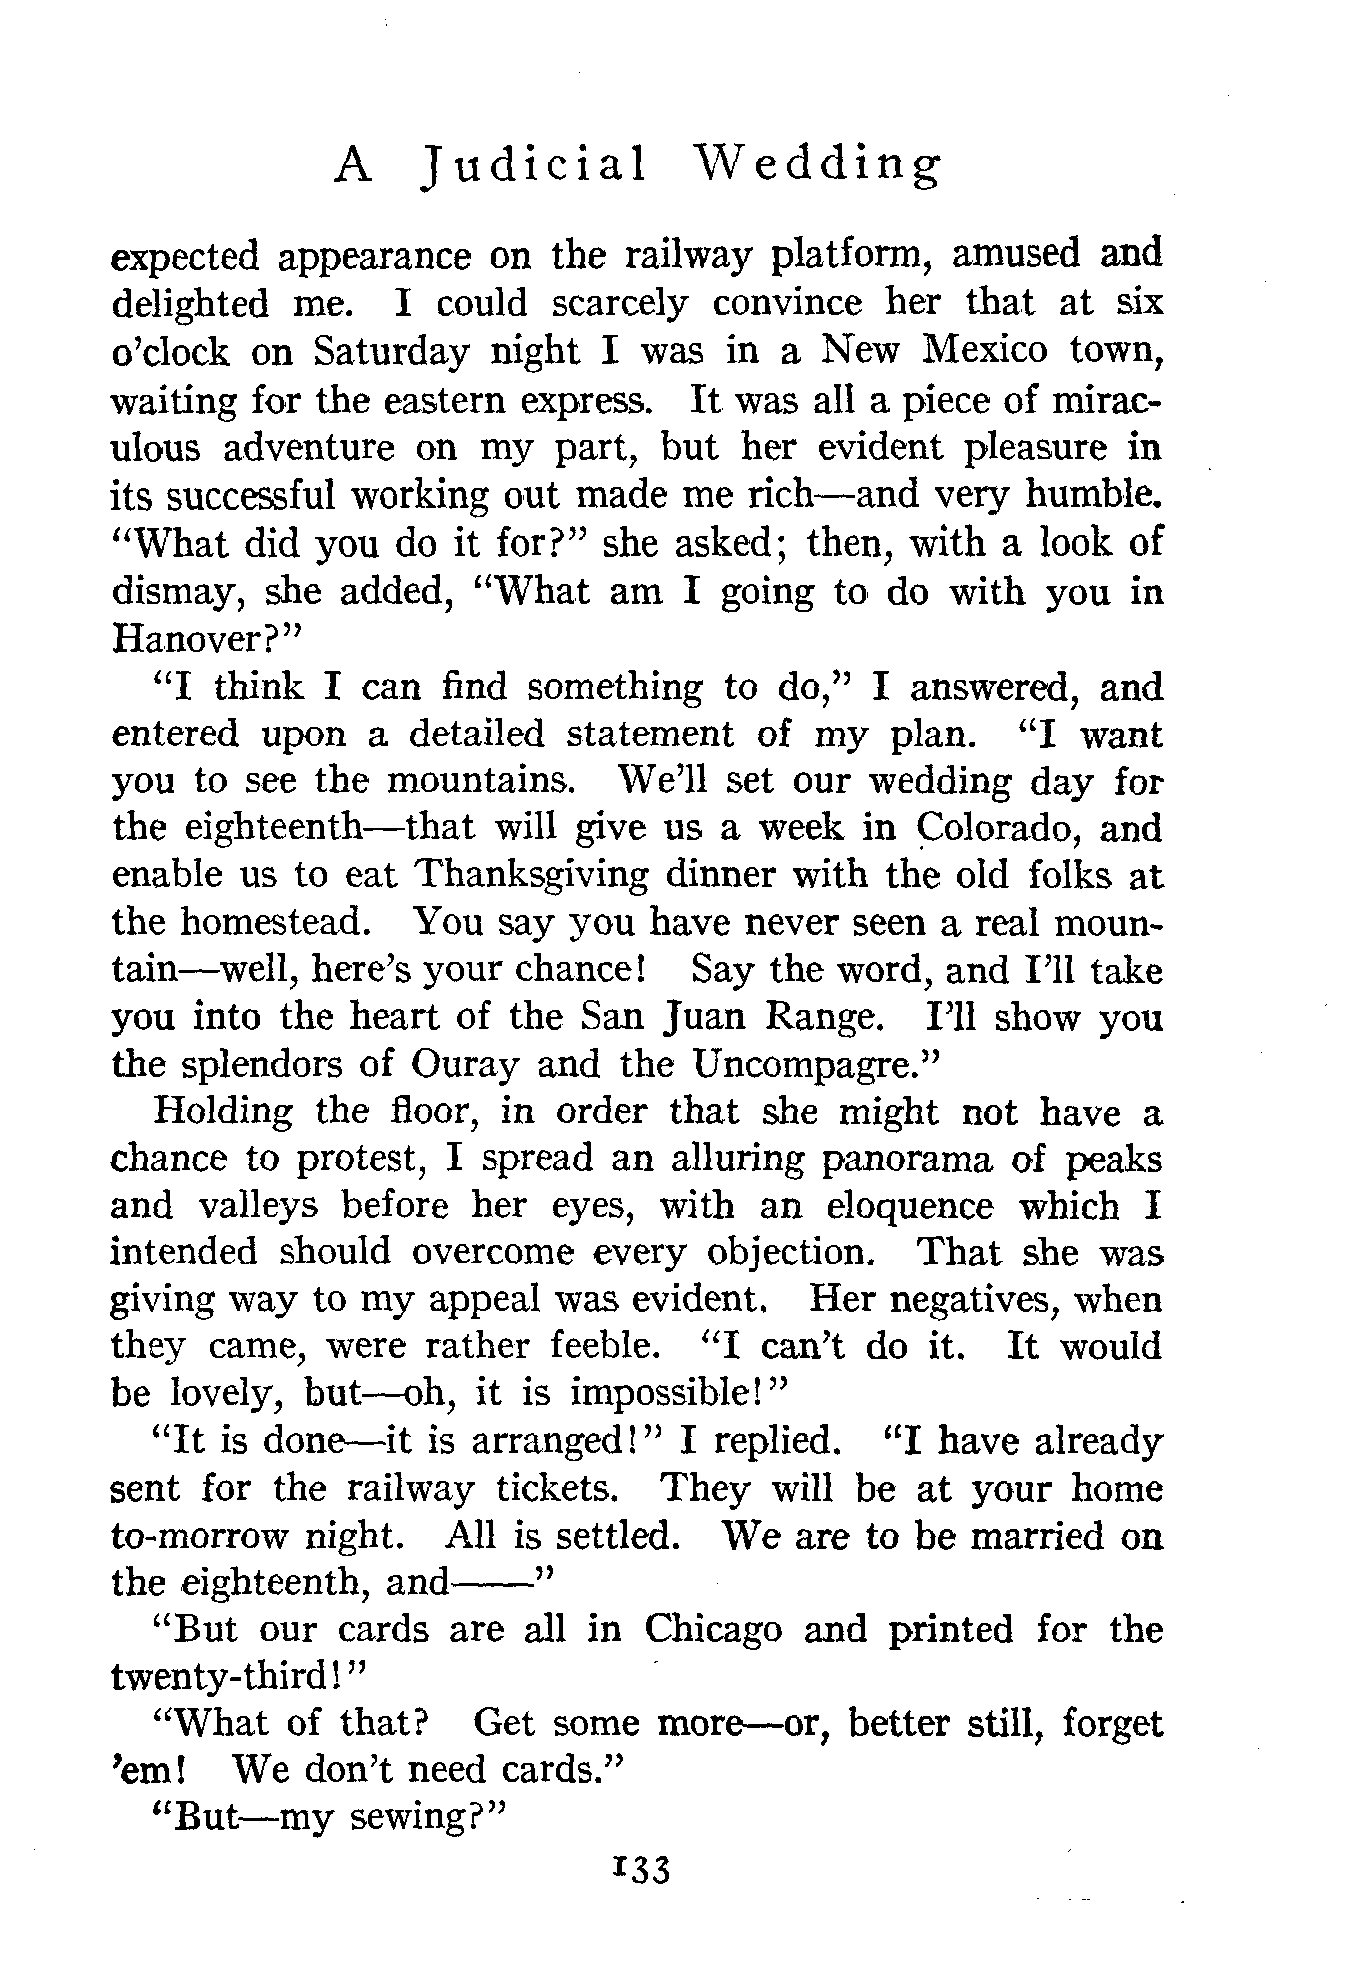 A Judicial Wedding
expected appearance on the railway platform, amused and
delighted me. I could scarcely convince her that at six
o'clock on Saturday night I was in a New Mexico town,
waiting for the eastern express. It was all a piece of mirac-
ulous adventure on my part, but her evident pleasure in
its successful working out made me rich—and very humble.
"What did you do it for?" she asked; then, with a look of
dismay, she added, "What am I going to do with you in
Hanover?"
"I think I can find something to do," I answered, and
entered upon a detailed statement of my plan. "I want
you to see the mountains. We'll set our wedding day for
the eighteenth—that will give us a week in Colorado, and
enable us to eat Thanksgiving dinner with the old folks at
the homestead. You say you have never seen a real moun-
tain—well, here's your chance! Say the word, and I'll take
you into the heart of the San Juan Range. I'll show you
the splendors of Ouray and the Uncompagre."
Holding the floor, in order that she might not have a
chance to protest, I spread an alluring panorama of peaks
and valleys before her eyes, with an eloquence which I
intended should overcome every objection. That she was
giving way to my appeal was evident. Her negatives, when
they came, were rather feeble. "I can't do it. It would
be lovely, but—oh, it is impossible!"
"It is done—it is arranged!" I replied. "I have already
sent for the railway tickets. They will be at your home
to-morrow night. All is settled. We are to be married on
the eighteenth, and——"
"But our cards are all in Chicago and printed for the
twenty-third!"
"What of that? Get some more—or, better still, forget
'em! We don't need cards."
"But—my sewing?"
133